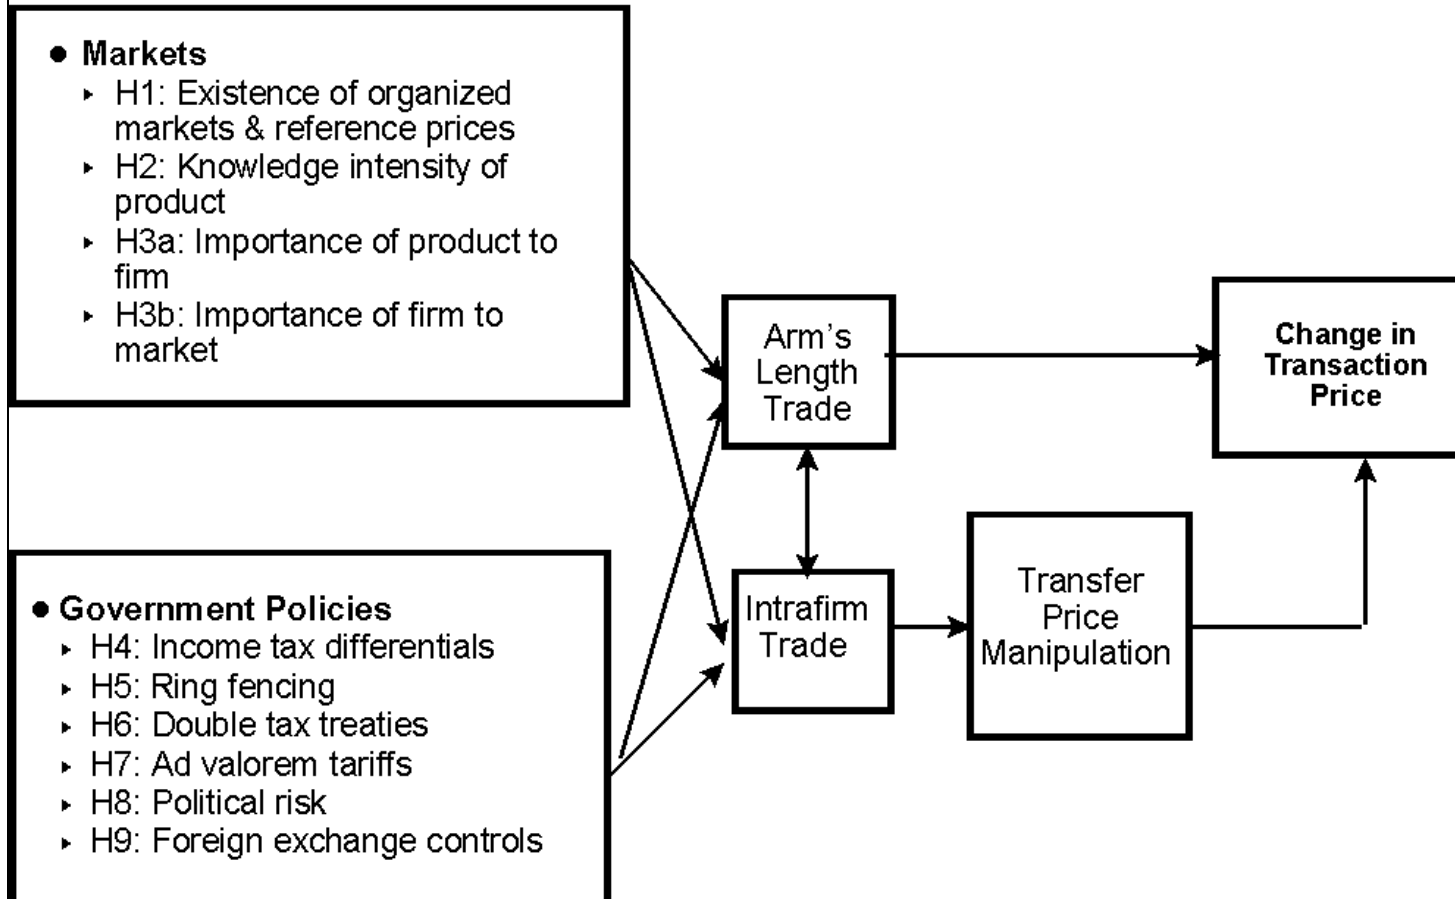 ● Markets
‣ H1: Existence of organized
markets & reference prices
‣ H2: Knowledge intensity of
product
‣ H3a: Importance of product to
firm
‣ H3b: Importance of firm to
market
Arm’s
Length
Trade
Change in
Transaction
Price
● Government Policies
‣ H4: Income tax differentials
‣ H5: Ring fencing
‣ H6: Double tax treaties
‣ H7: Ad valorem tariffs
‣ H8: Political risk
‣ H9: Foreign exchange controls
Intrafirm
Trade
Transfer
Price
Manipulation